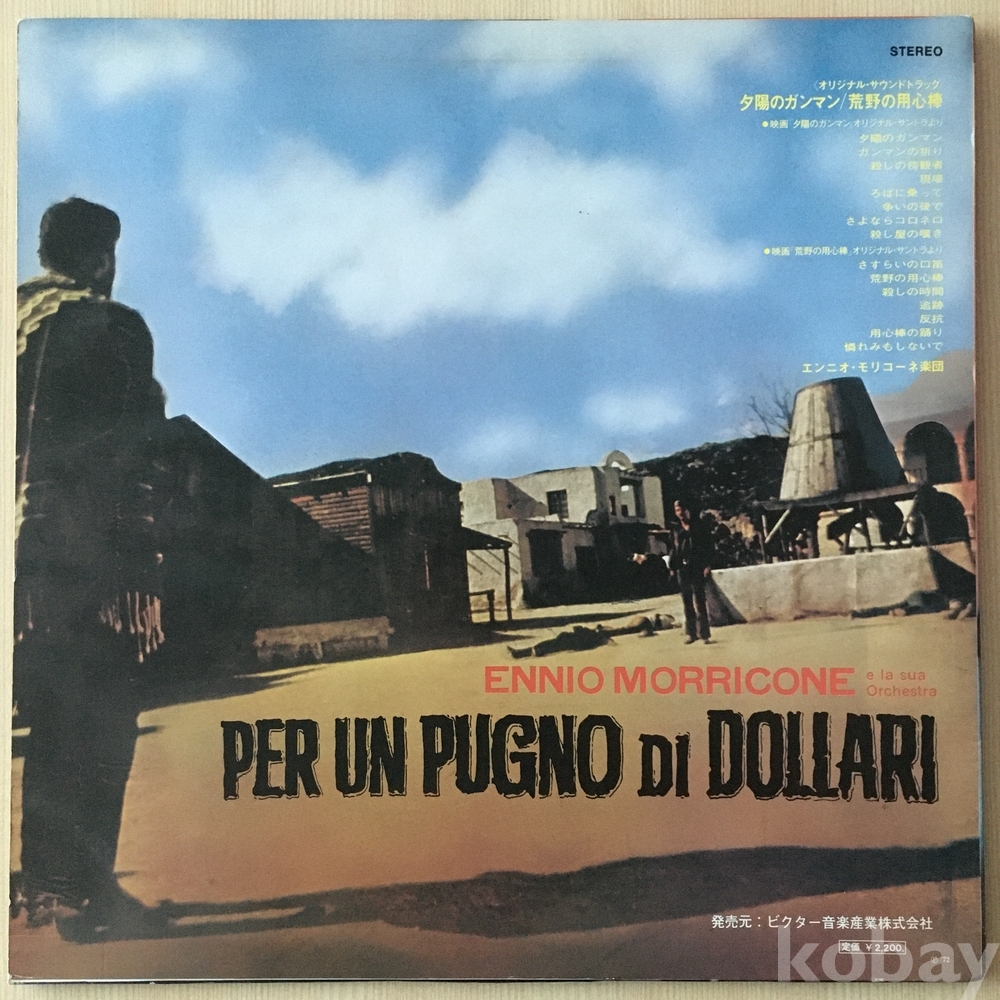 STEREO
〈オリジナル・サウンドトラック〉
夕陽のガンマン/荒野の用心棒
●映画「夕陽のガンマン」オリジナル・サントラより
夕陽のガンマン
ガンマンの祈り
殺しの傍観者
現場
ろばに乗って
争いの後で
さよならコロネロ
殺し屋の囁き
●映画「荒野の用心棒」オリジナル・サントラより
さすらいの口笛
荒野の用心棒
殺しの時間
追跡
反抗
用心棒の踊り
憐れみもしないで
エンニオ・モリコーネ楽団
ENNIO MORRICONE e la sua
Orchestra
PER UN PUGNO DI DOLLARI
発売元：ビクター音楽産業株式会社
定価 ￥2,200.
kobay